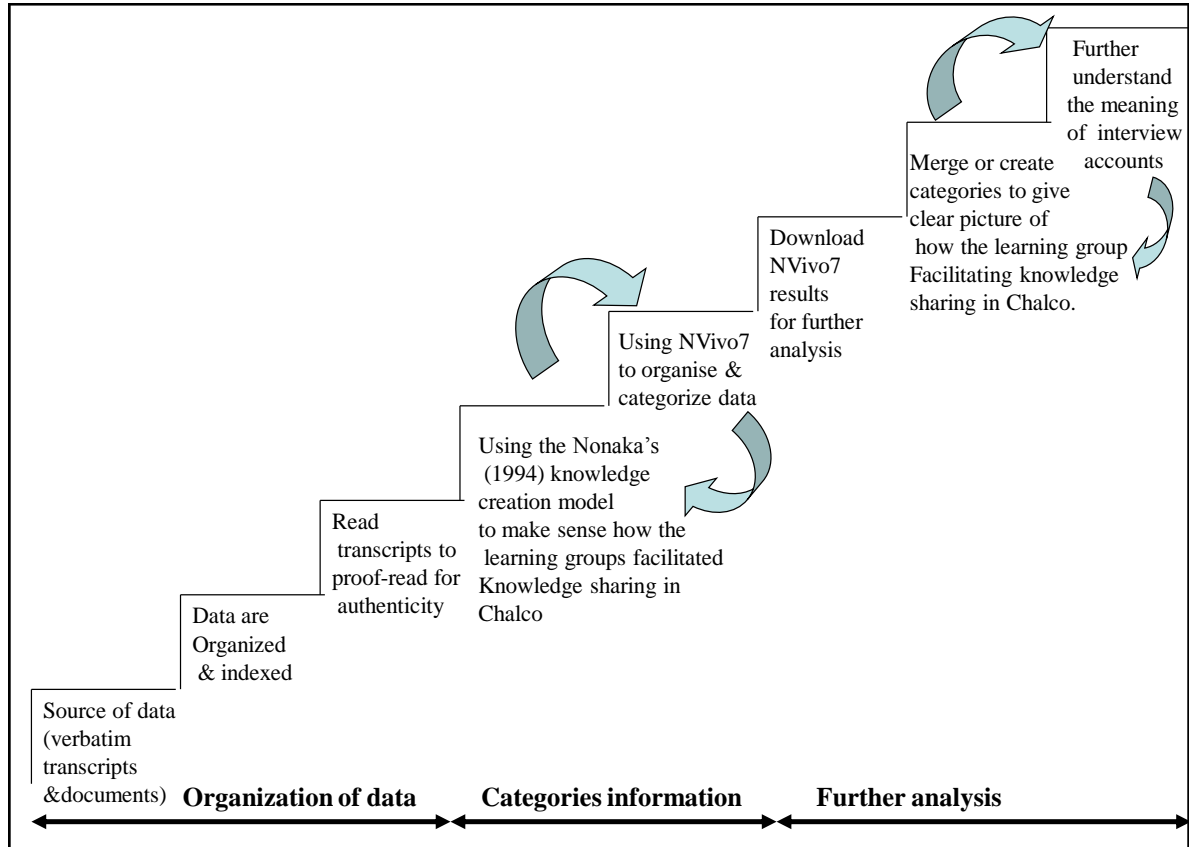 Source of data
(verbatim
transcripts
&documents)
Data are
Organized
& indexed
Read
transcripts to
proof-read for
authenticity
Using the Nonaka's
(1994) knowledge
creation model
to make sense how the
learning groups facilitated
Knowledge sharing in
Chalco
Using NVivo7
to organise &
categorize data
Download
NVivo7
results
for further
analysis
Merge or create
categories to give
clear picture of
how the learning group
Facilitating knowledge
sharing in Chalco.
Further
understand
the meaning
of interview
accounts
Organization of data
Categories information
Further analysis